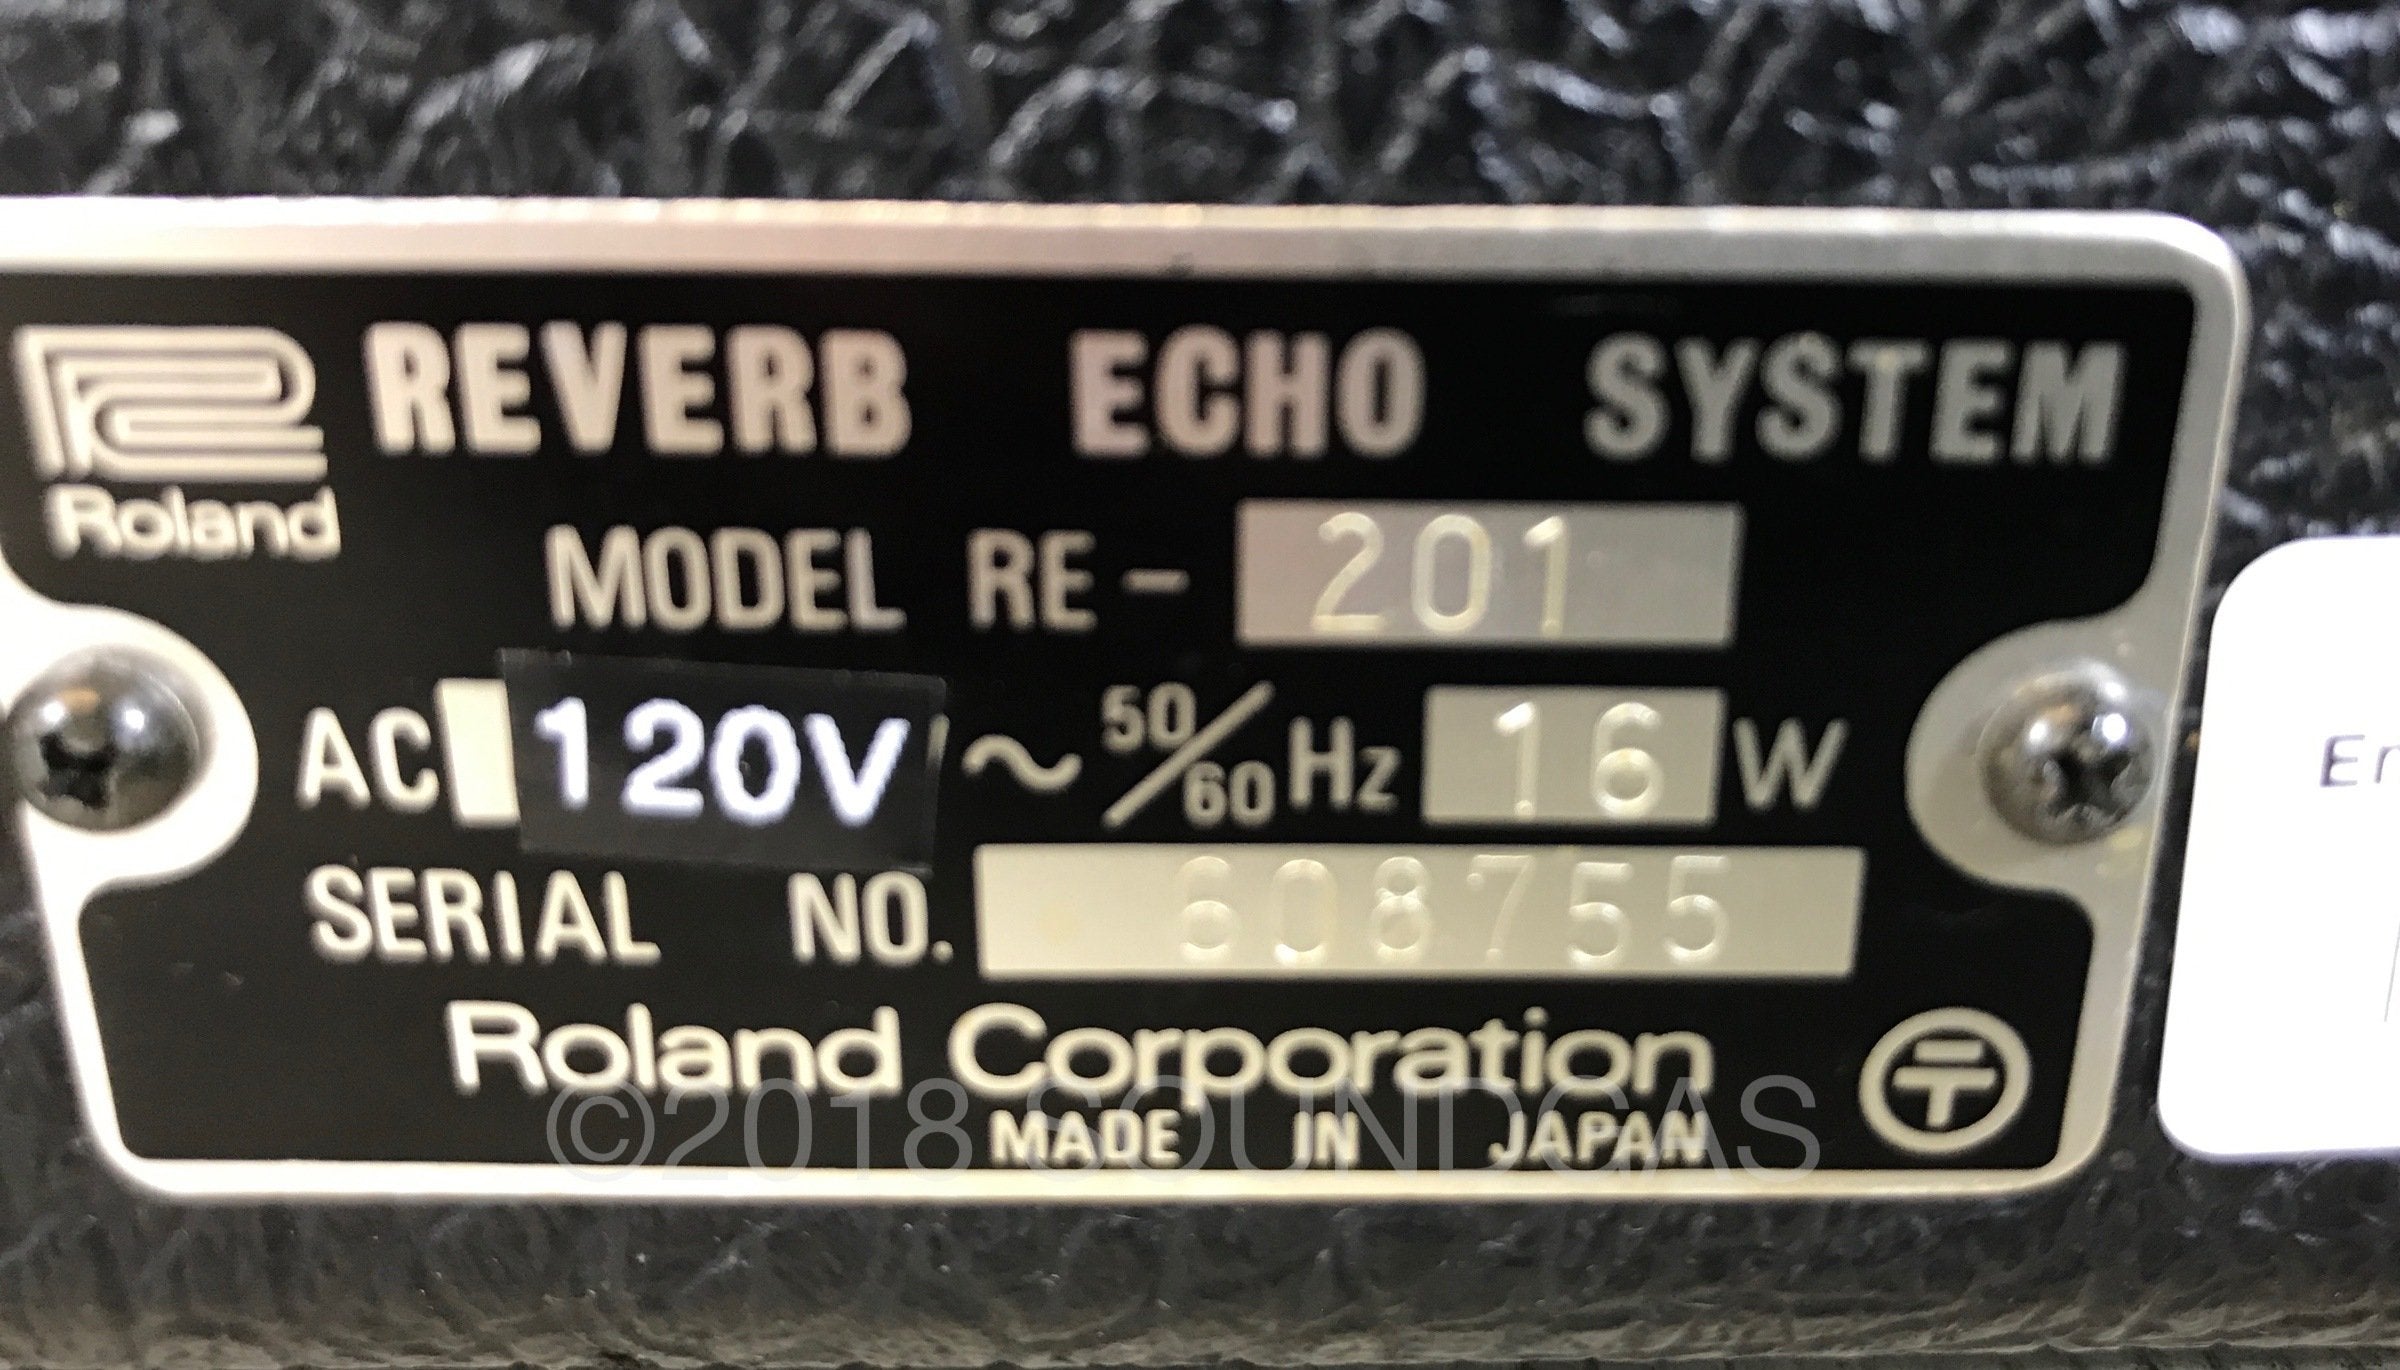 REVERB ECHO SYSTEM
Roland
MODEL RE-201
AC 120V ~ 50/60 Hz 16 W
SERIAL NO. 608755
Roland Corporation
MADE IN JAPAN
©2018 SOUNDGAS